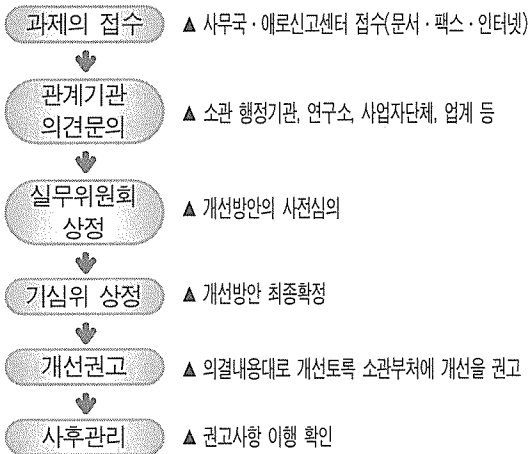 과제의 접수 ▲ 사무국·애로신고센터 접수(문서·팩스·인터넷)
관계기관
의견문의 ▲ 소관 행정기관, 연구소, 사업자단체, 업계 등
실무위원회
상정 ▲ 개선방안의 사전심의
기심위 상정 ▲ 개선방안 최종확정
개선권고 ▲ 의결내용대로 개선토록 소관부처에 개선을 권고
사후관리 ▲ 권고사항 이행 확인